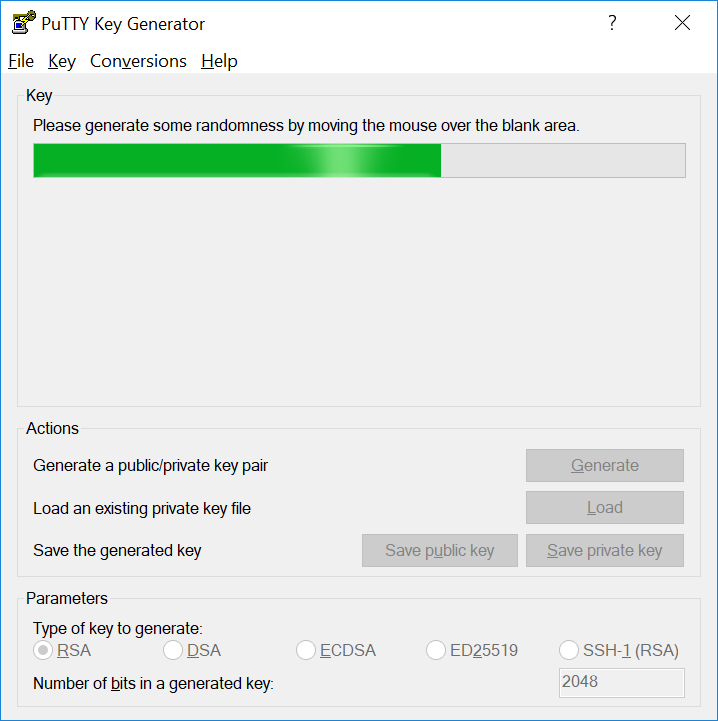 PuTTY Key Generator
?
File Key Conversions Help
Key
Please generate some randomness by moving the mouse over the blank area.
Actions
Generate a public/private key pair
Generate
Load an existing private key file
Load
Save the generated key
Save public key
Save private key
Parameters
Type of key to generate:
RSA DSA ECDSA ED25519 SSH-1 (RSA)
Number of bits in a generated key:
2048